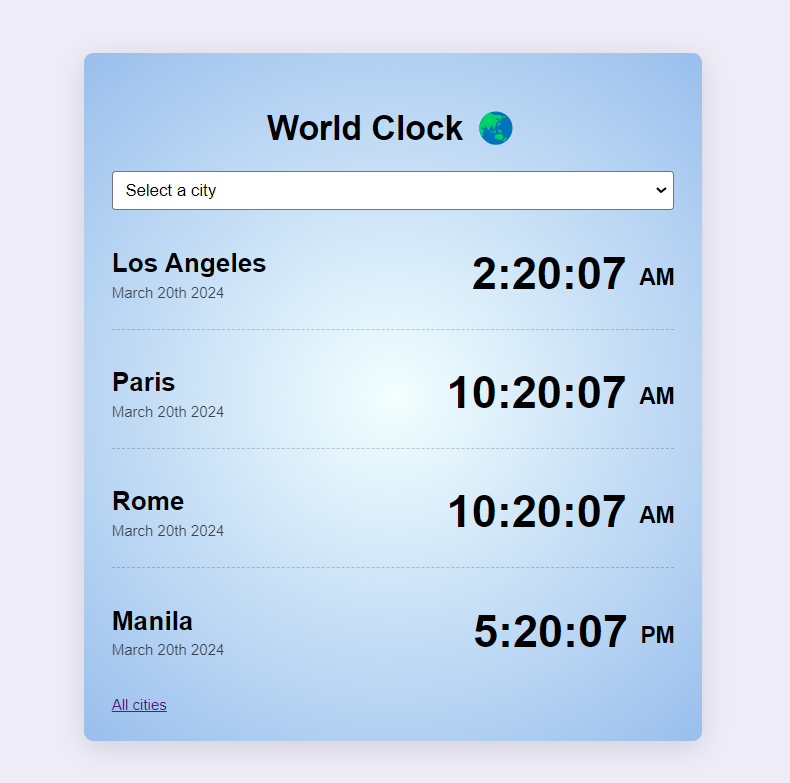 World Clock 🌏
Select a city
Los Angeles
March 20th 2024
2:20:07 AM
Paris
March 20th 2024
10:20:07 AM
Rome
March 20th 2024
10:20:07 AM
Manila
March 20th 2024
5:20:07 PM
All cities